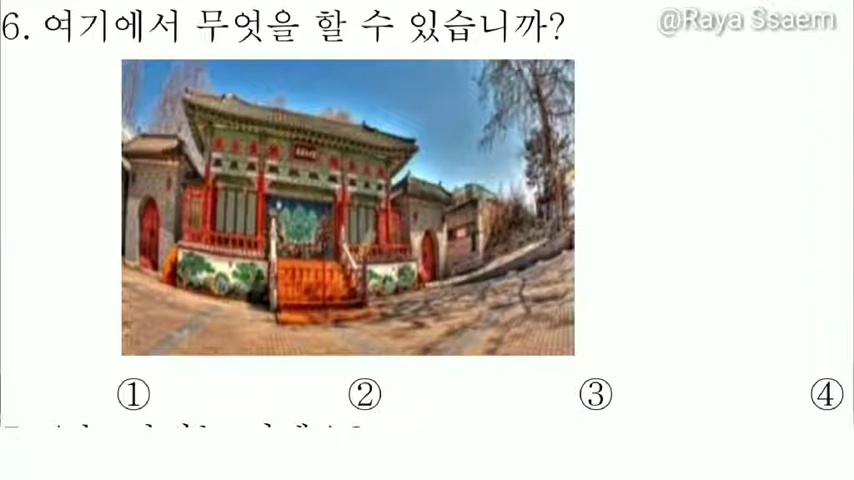 @Raya Ssaem
6. 여기에서 무엇을 할 수 있습니까?
① ② ③ ④